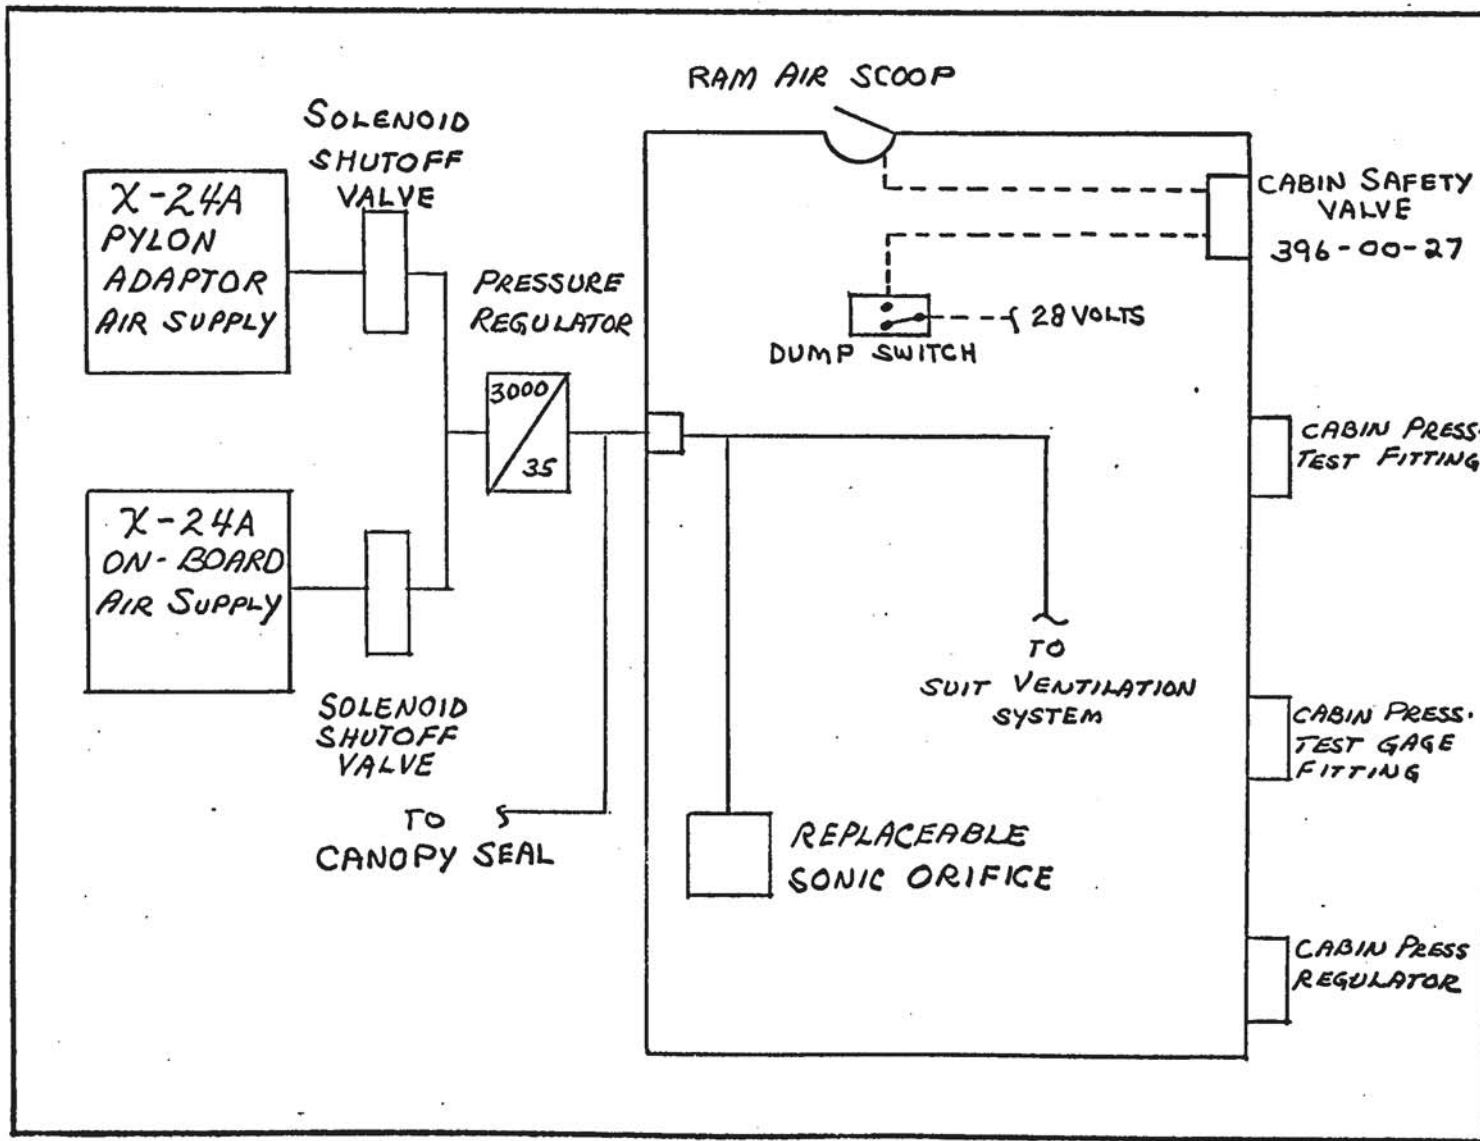 RAM AIR SCOOP
SOLENOID
SHUTOFF
VALVE
X-24A
PYLON
ADAPTOR
AIR SUPPLY
CABIN SAFETY
VALVE
396-00-27
PRESSURE
REGULATOR
28 VOLTS
DUMP SWITCH
3000
35
CABIN PRESS.
TEST FITTING
X-24A
ON-BOARD
AIR SUPPLY
TO
SUIT VENTILATION
SYSTEM
SOLENOID
SHUTOFF
VALVE
CABIN PRESS.
TEST GAGE
FITTING
TO
CANOPY SEAL
REPLACEABLE
SONIC ORIFICE
CABIN PRESS
REGULATOR